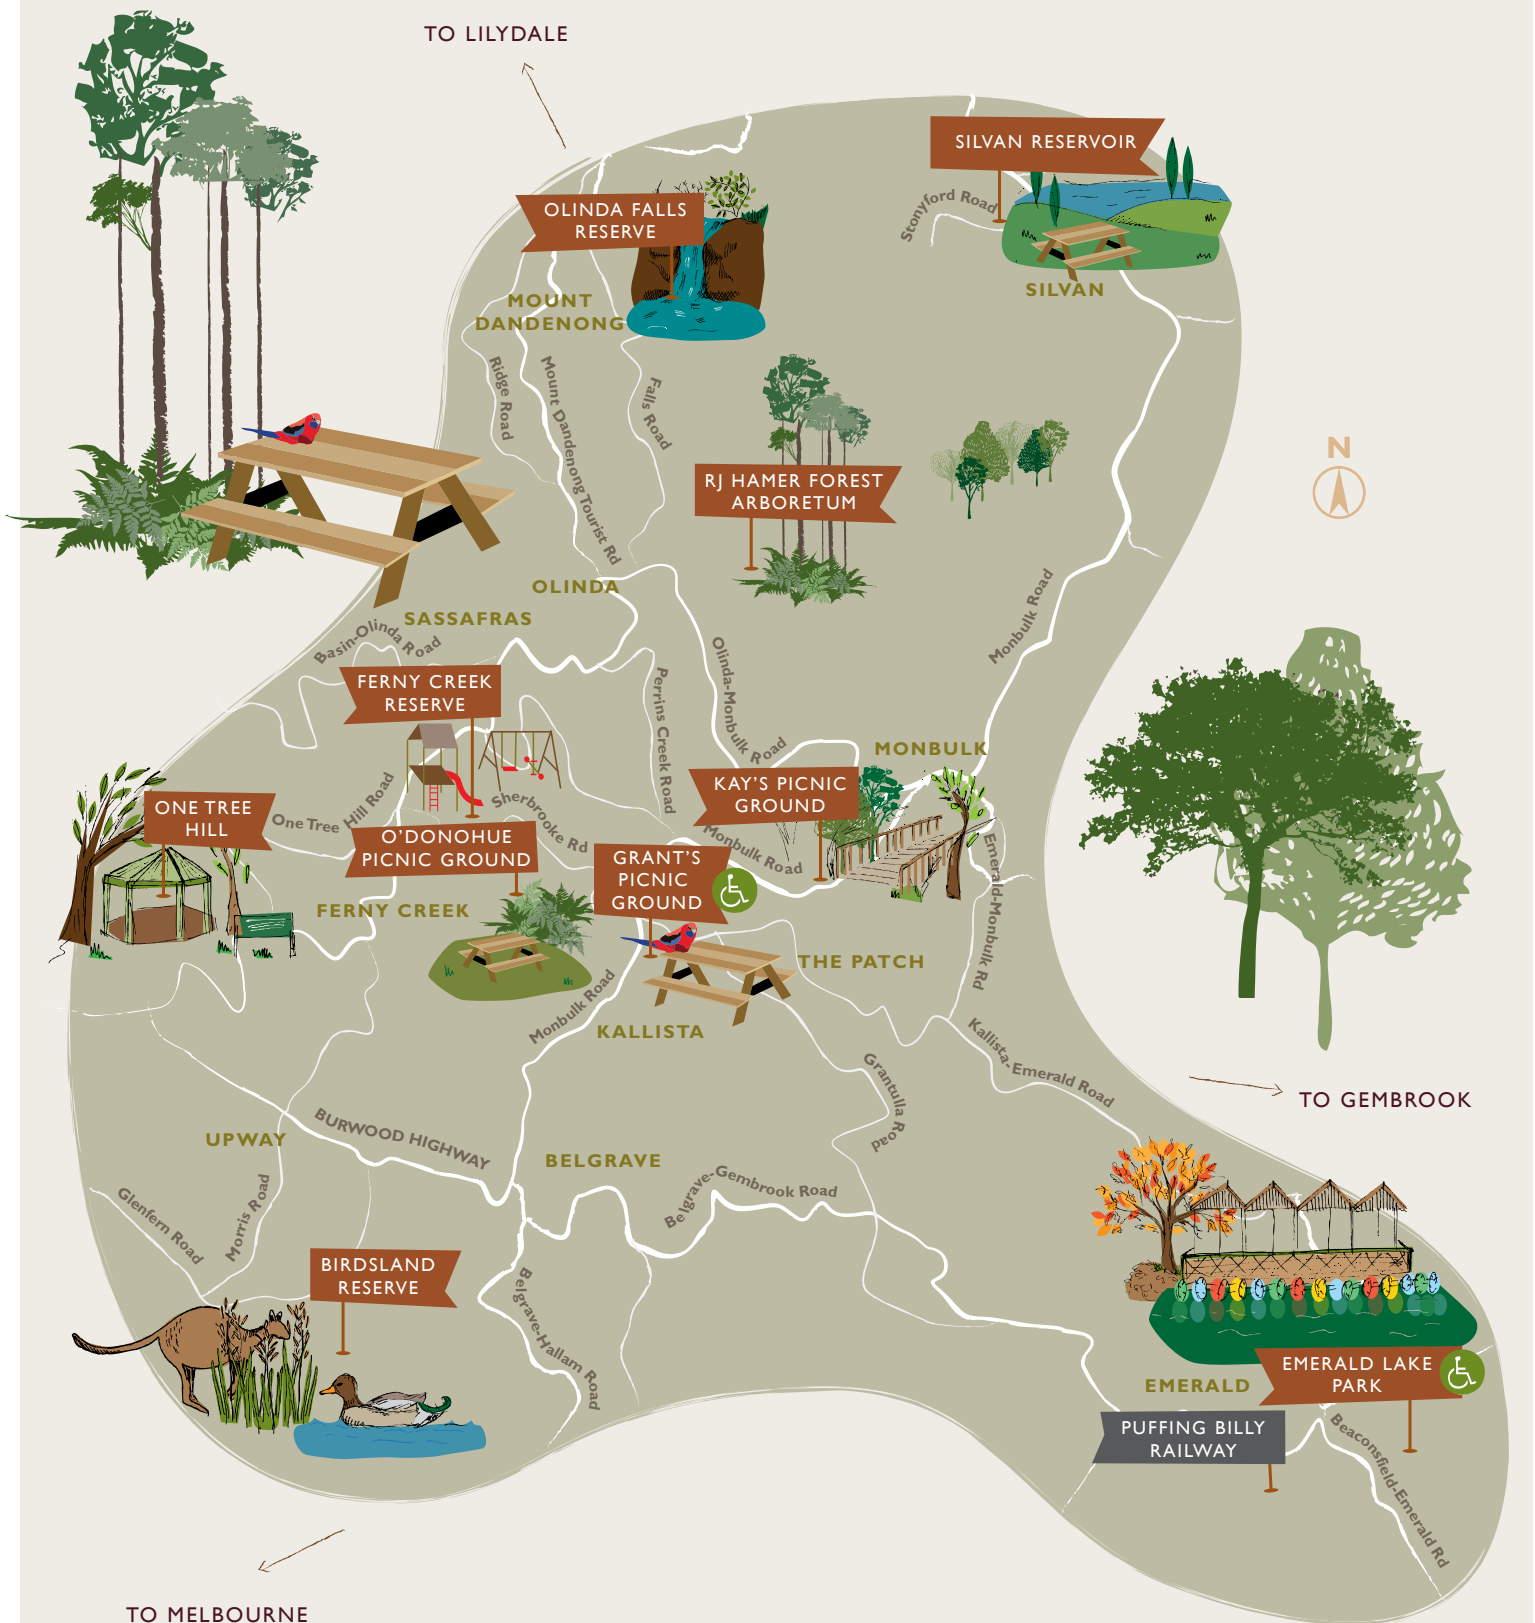 TO LILYDALE
SILVAN RESERVOIR
Stonyford Road
OLINDA FALLS
RESERVE
SILVAN
MOUNT
DANDENONG
Ridge Road
Mount Dandenong Tourist Rd
Falls Road
N
RJ HAMER FOREST
ARBORETUM
OLINDA
SASSAFRAS
Basin-Olinda Road
Monbulk Road
FERNY CREEK
RESERVE
Perrins Creek Road
Olinda-Monbulk Road
MONBULK
KAY'S PICNIC
GROUND
ONE TREE
HILL
One Tree Hill Road
Sherbrooke Rd
O'DONOHUE
PICNIC GROUND
Monbulk Road
GRANT'S
PICNIC
GROUND
Emerald-Monbulk Rd
FERNY CREEK
THE PATCH
Monbulk Road
KALLISTA
Kallista-Emerald Road
Grantulla Road
TO GEMBROOK
BURWOOD HIGHWAY
UPWAY
BELGRAVE
Belgrave-Gembrook Road
Glenfern Road
Morris Road
BIRDSLAND
RESERVE
Belgrave-Hallam Road
EMERALD LAKE
PARK
EMERALD
PUFFING BILLY
RAILWAY
Beaconsfield-Emerald Rd
TO MELBOURNE